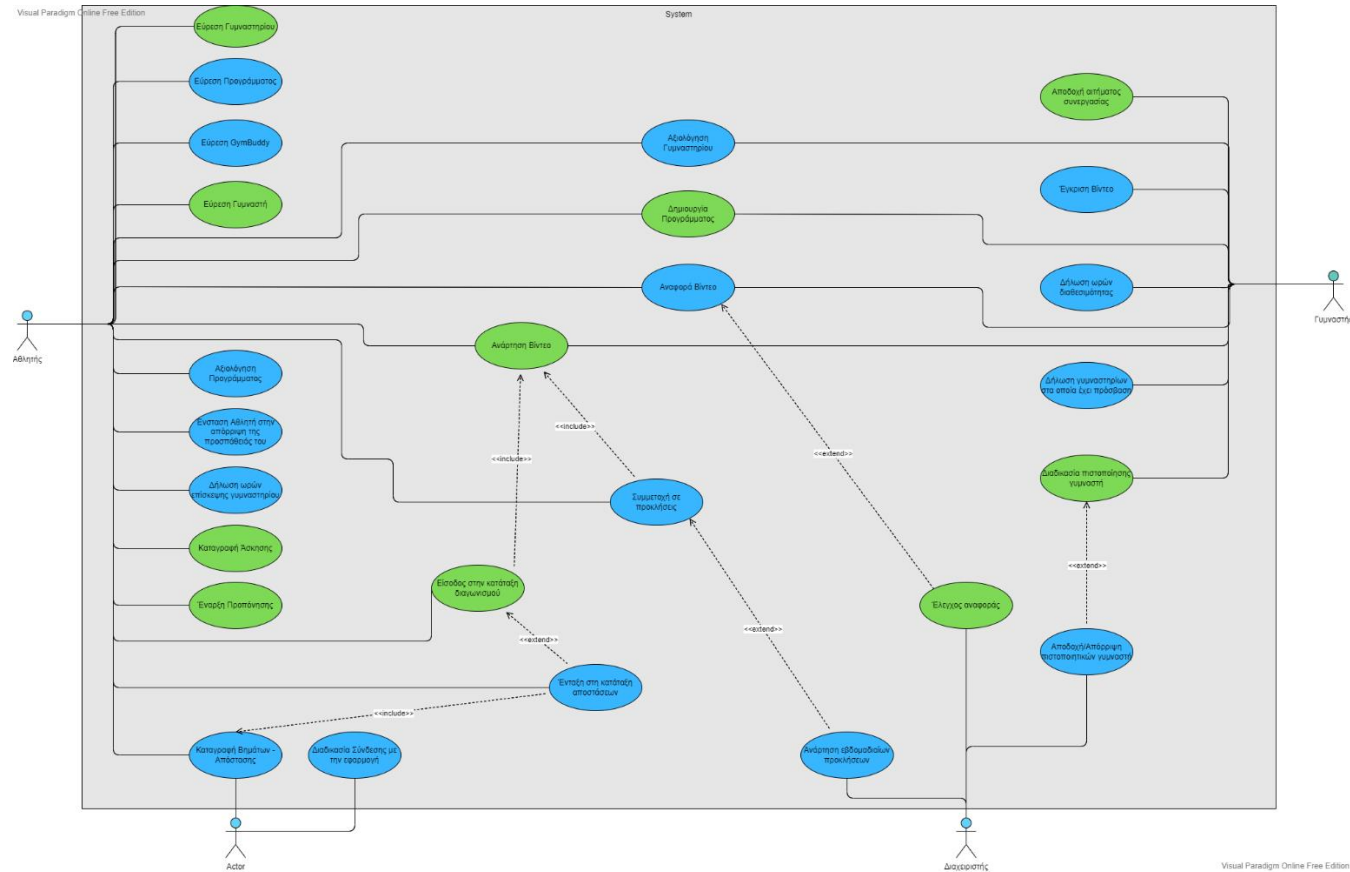 Visual Paradigm Online Free Edition
System
Εύρεση Γυμναστηρίου
Εύρεση Προγράμματος
Εύρεση GymBuddy
Εύρεση Γυμναστή
Αξιολόγηση
Γυμναστηρίου
Δημιουργία
Προγράμματος
Αναφορά Βίντεο
Ανάρτηση Βίντεο
Αποδοχή αιτήματος
συνεργασίας
Έγκριση Βίντεο
Δήλωση ωρών
διαθεσιμότητας
Δήλωση γυμναστηρίων
στα οποία έχει πρόσβαση
Διαδικασία πιστοποίησης
γυμναστή
Αθλητής
Γυμναστής
Αξιολόγηση
Προγράμματος
Ένσταση Αθλητή στην
απόρριψη της
προσπάθειάς του
Δήλωση ωρών
επίσκεψης γυμναστηρίου
Καταγραφή Άσκησης
Έναρξη Προπόνησης
<<include>>
<<include>>
<<extend>>
Συμμετοχή σε
προκλήσεις
Είσοδος στην κατάταξη
διαγωνισμού
<<extend>>
<<extend>>
<<extend>>
Έλεγχος αναφοράς
Αποδοχή/Απόρριψη
πιστοποιητικών γυμναστή
Ένταξη στη κατάταξη
αποστάσεων
<<include>>
Καταγραφή Βημάτων -
Απόστασης
Διαδικασία Σύνδεσης με
την εφαρμογή
Ανάρτηση εβδομαδιαίων
προκλήσεων
Actor
Διαχειριστής
Visual Paradigm Online Free Edition